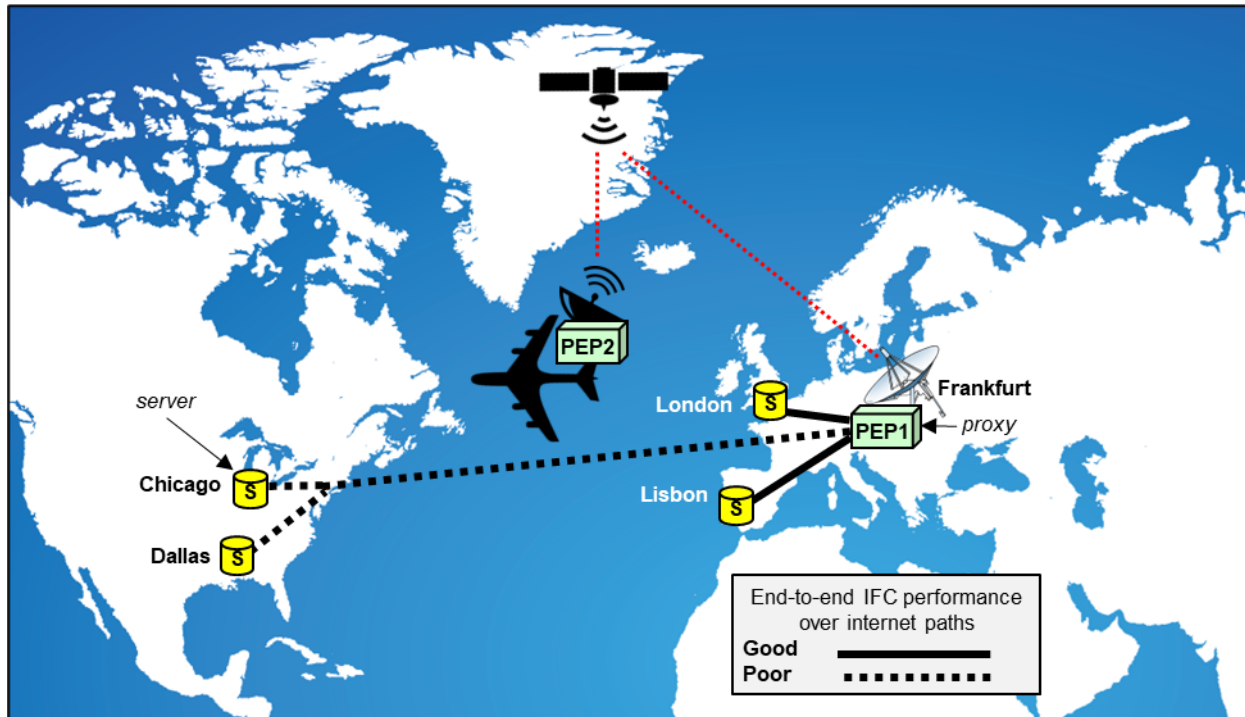 PEP2
Frankfurt
London
S
PEP1
proxy
server
Chicago
S
Lisbon
S
Dallas
S
End-to-end IFC performance
over internet paths
Good
Poor